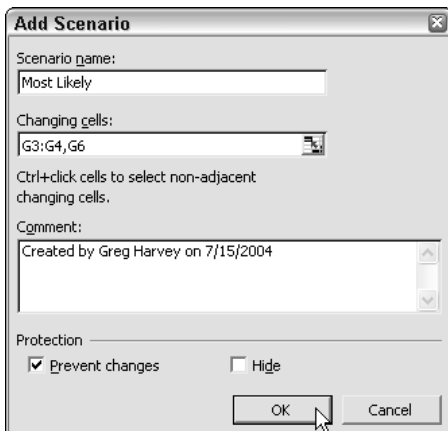 Add Scenario
Scenario name:
Most Likely
Changing cells:
G3:G4,G6
Ctrl+click cells to select non-adjacent
changing cells.
Comment:
Created by Greg Harvey on 7/15/2004
Protection
Prevent changes
Hide
OK
Cancel